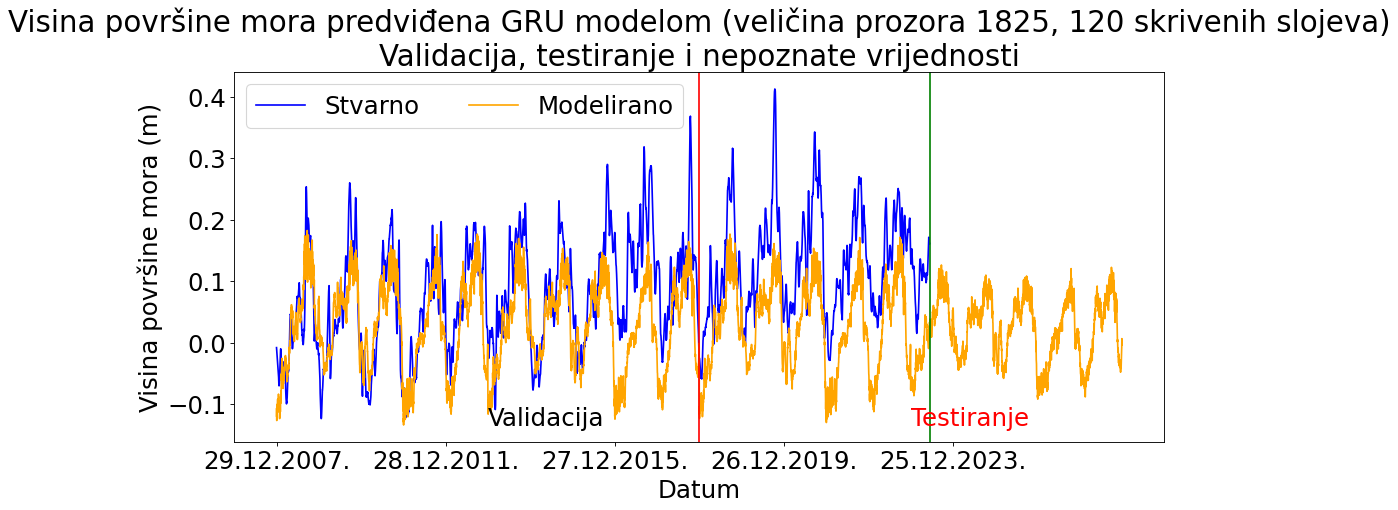 Visina površine mora predviđena GRU modelom (veličina prozora 1825, 120 skrivenih slojeva)
Validacija, testiranje i nepoznate vrijednosti
Stvarno
Modelirano
Visina površine mora (m)
0.4
0.3
0.2
0.1
0.0
−0.1
Validacija
Testiranje
29.12.2007.
28.12.2011.
27.12.2015.
26.12.2019.
25.12.2023.
Datum